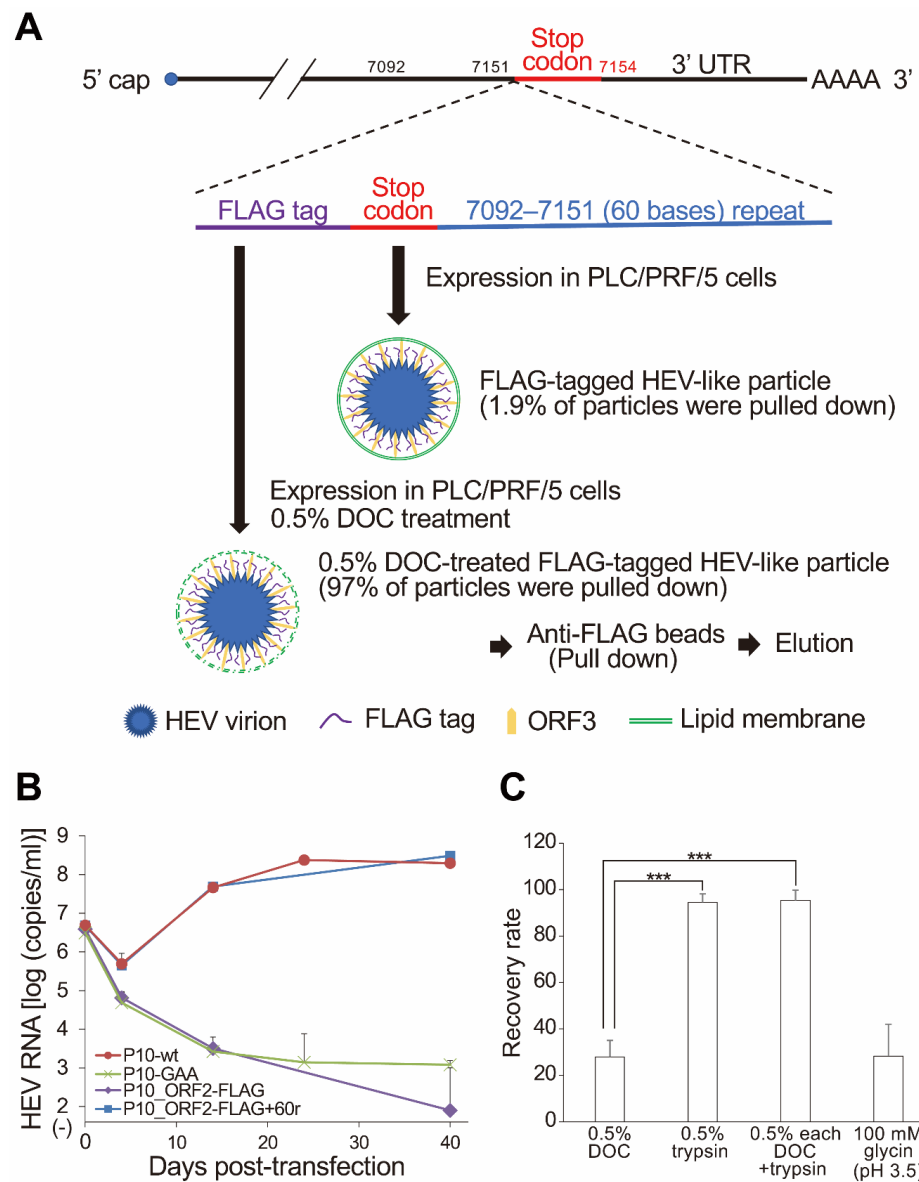 A
5' cap
7092
7151
Stop
codon
7154
3' UTR
AAAA 3'
FLAG tag
Stop
codon
7092–7151 (60 bases) repeat
Expression in PLC/PRF/5 cells
FLAG-tagged HEV-like particle
(1.9% of particles were pulled down)
Expression in PLC/PRF/5 cells
0.5% DOC treatment
0.5% DOC-treated FLAG-tagged HEV-like particle
(97% of particles were pulled down)
Anti-FLAG beads
(Pull down)
Elution
HEV virion
FLAG tag
ORF3
Lipid membrane
B
HEV RNA [log (copies/ml)]
9
8
7
6
5
4
3
2
(-)
P10-wt
P10-GAA
P10_ORF2-FLAG
P10_ORF2-FLAG+60r
0 10 20 30 40
Days post-transfection
C
Recovery rate
120
100
80
60
40
20
0
***
***
0.5%
DOC
0.5%
trypsin
0.5% each
DOC
+trypsin
100 mM
glycin
(pH 3.5)